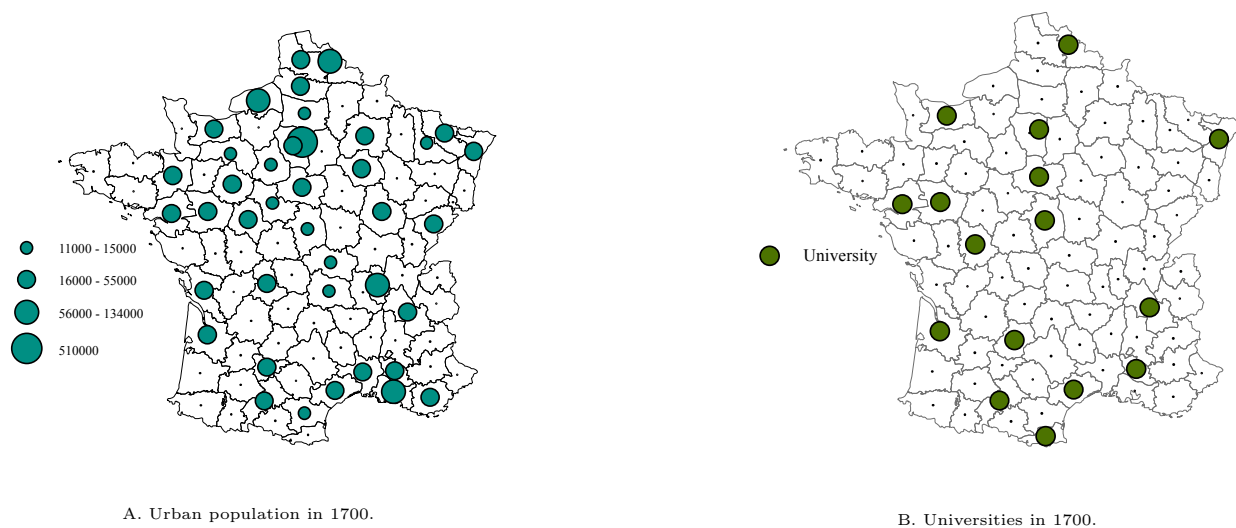 11000 - 15000
16000 - 55000
56000 - 134000
510000
University
A. Urban population in 1700.
B. Universities in 1700.